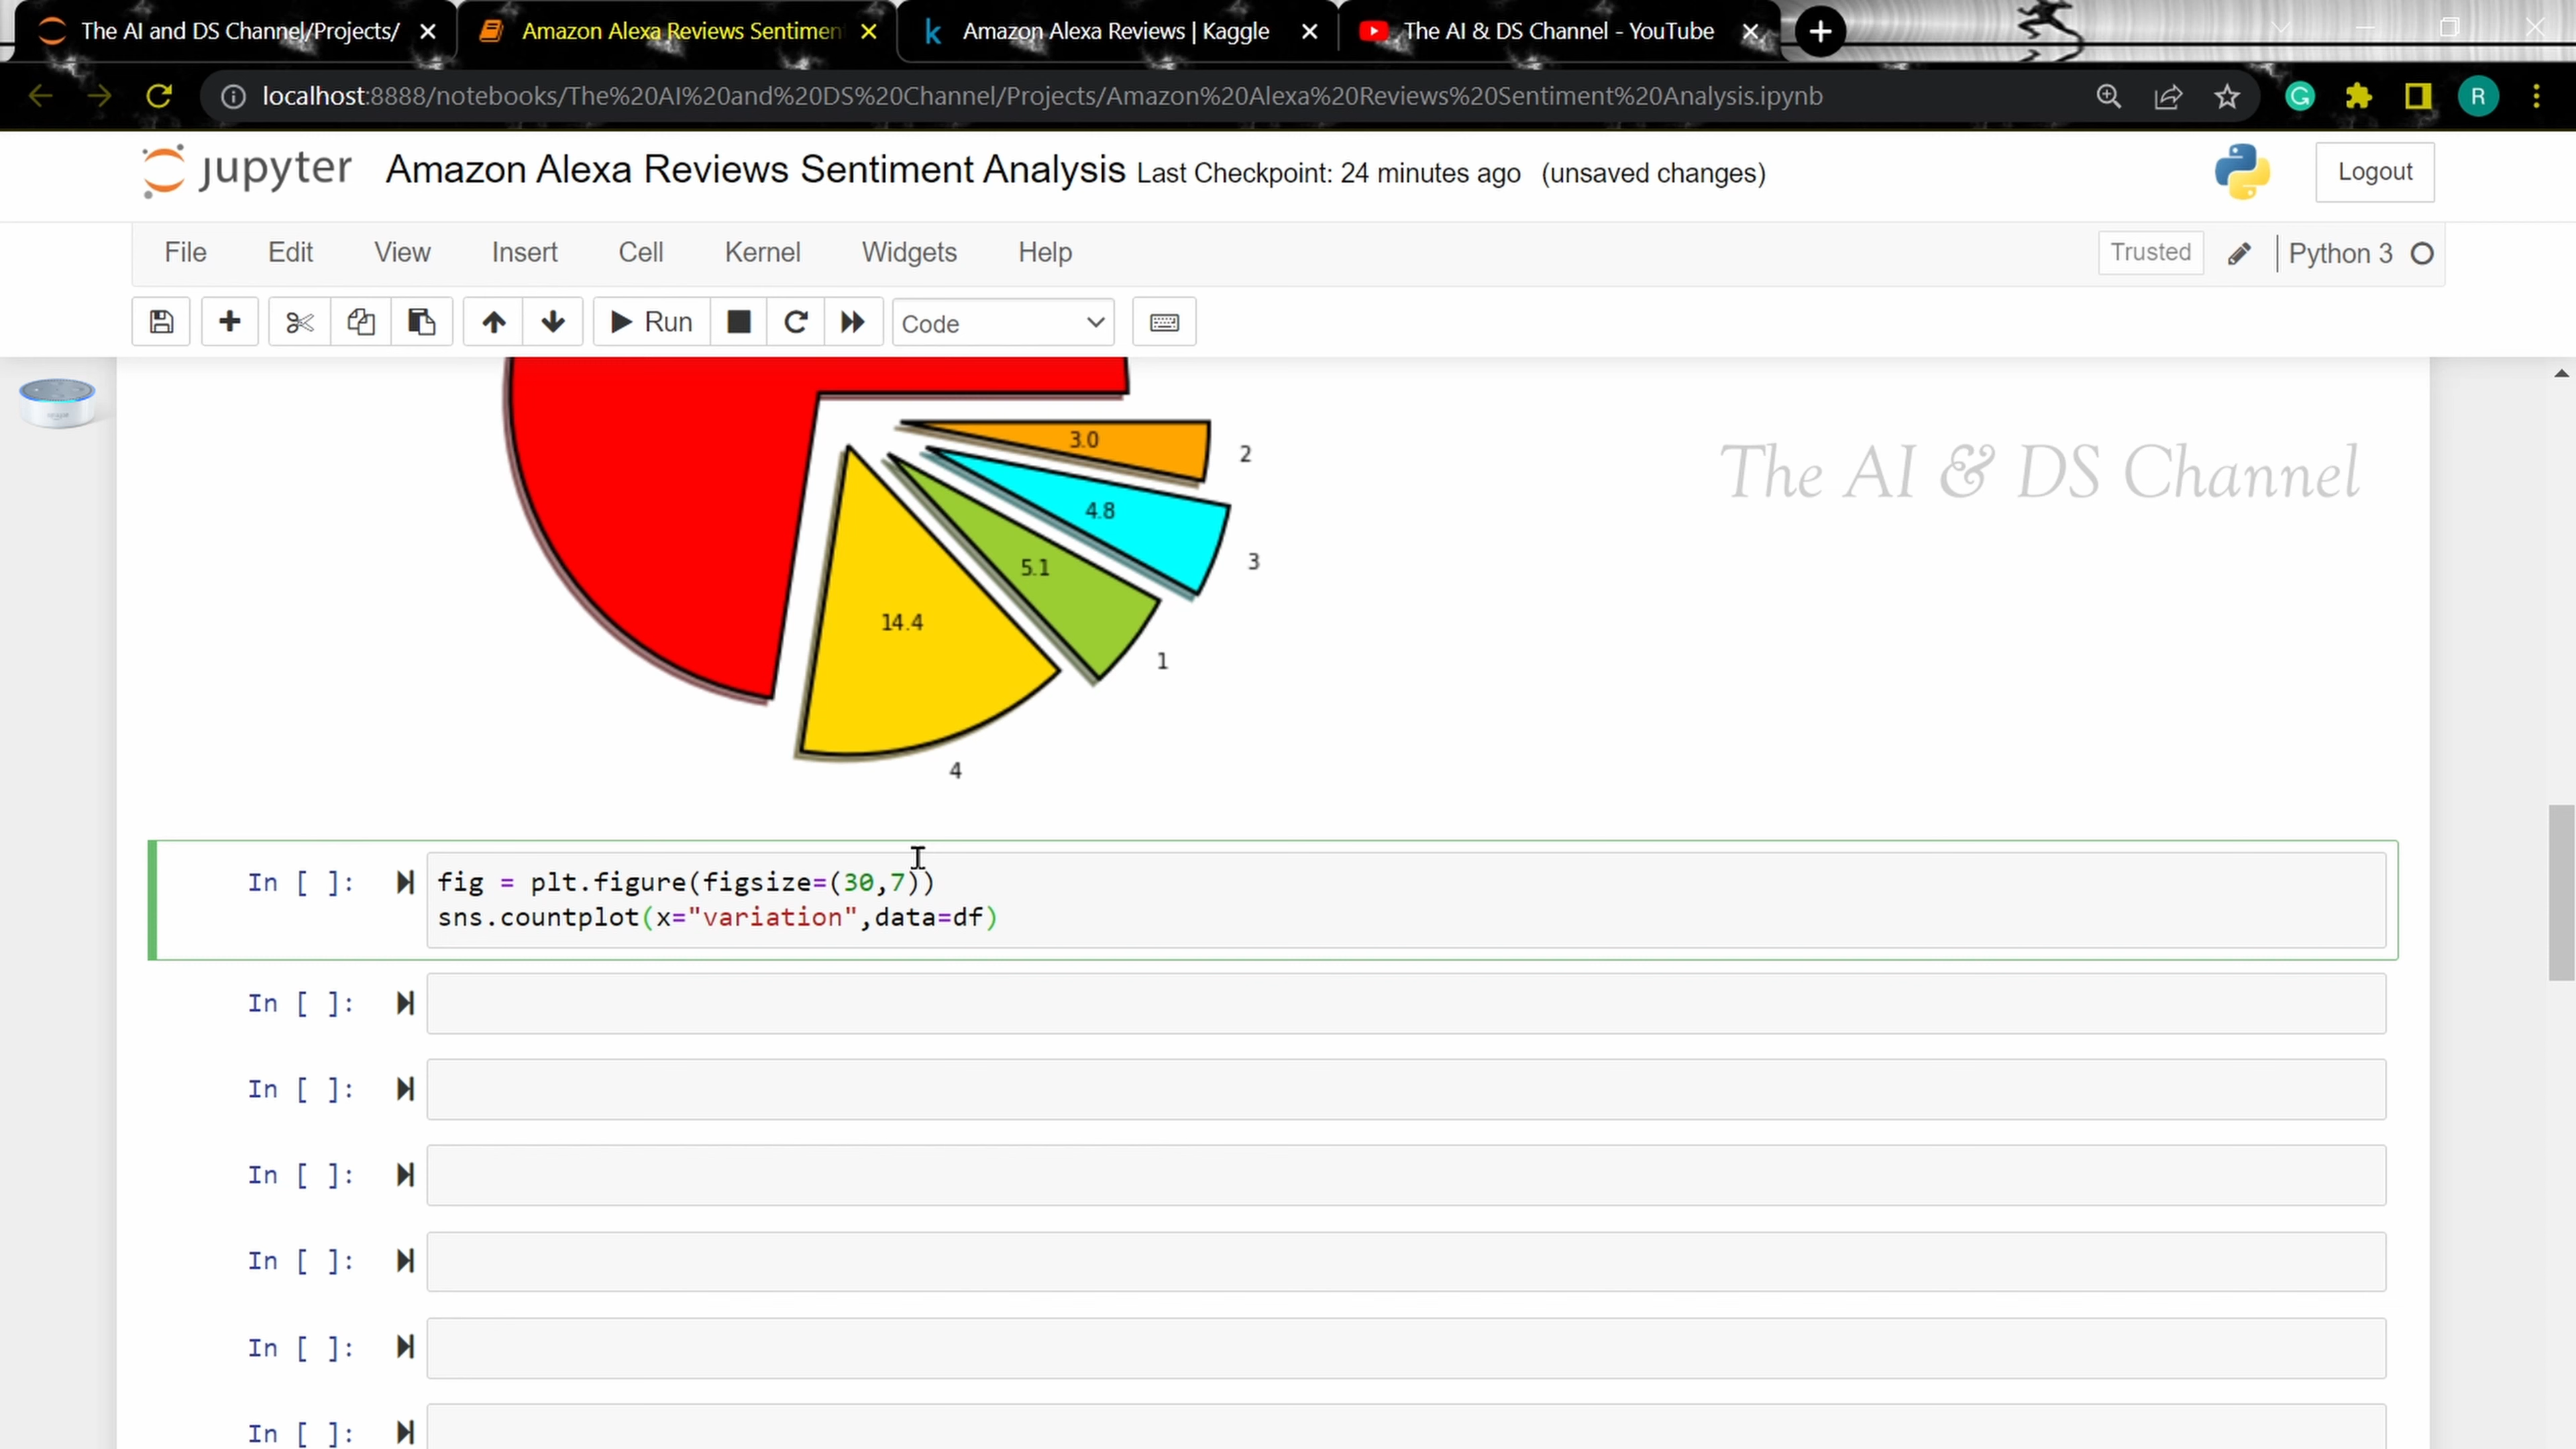 The AI and DS Channel/Projects/
Amazon Alexa Reviews Sentimen
Amazon Alexa Reviews | Kaggle
The AI & DS Channel - YouTube
localhost:8888/notebooks/The%20AI%20and%20DS%20Channel/Projects/Amazon%20Alexa%20Reviews%20Sentiment%20Analysis.ipynb
R
jupyter Amazon Alexa Reviews Sentiment Analysis Last Checkpoint: 24 minutes ago (unsaved changes)
Logout
File Edit View Insert Cell Kernel Widgets Help
Trusted
Python 3
Run
Code
The AI & DS Channel
3.0
2
4.8
3
5.1
1
14.4
4
In [ ]:
fig = plt.figure(figsize=(30,7))
sns.countplot(x="variation",data=df)
In [ ]:
In [ ]:
In [ ]:
In [ ]:
In [ ]:
In [ ]: